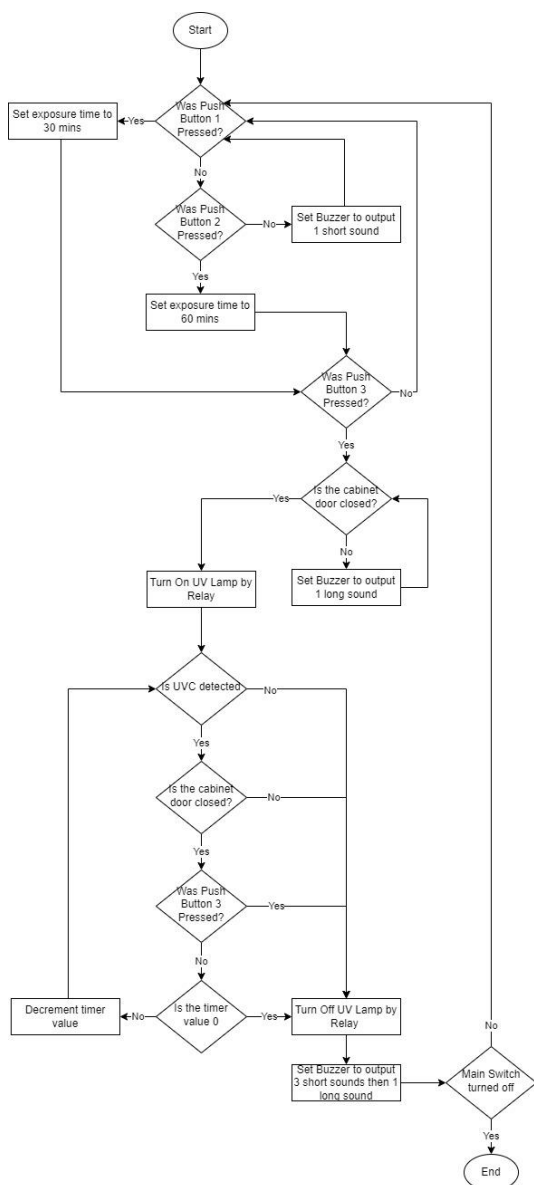 Start
Was Push
Button 1
Pressed?
Yes
Set exposure time to
30 mins
No
Was Push
Button 2
Pressed?
No
Set Buzzer to output
1 short sound
Yes
Set exposure time to
60 mins
Was Push
Button 3
Pressed?
No
Yes
Is the cabinet
door closed?
Yes
No
Set Buzzer to output
1 long sound
Turn On UV Lamp by
Relay
Is UVC detected
No
Yes
Is the cabinet
door closed?
No
Yes
Was Push
Button 3
Pressed?
Yes
No
Is the timer
value 0
No
Decrement timer
value
Yes
Turn Off UV Lamp by
Relay
Set Buzzer to output
3 short sounds then 1
long sound
Main Switch
turned off
No
Yes
End